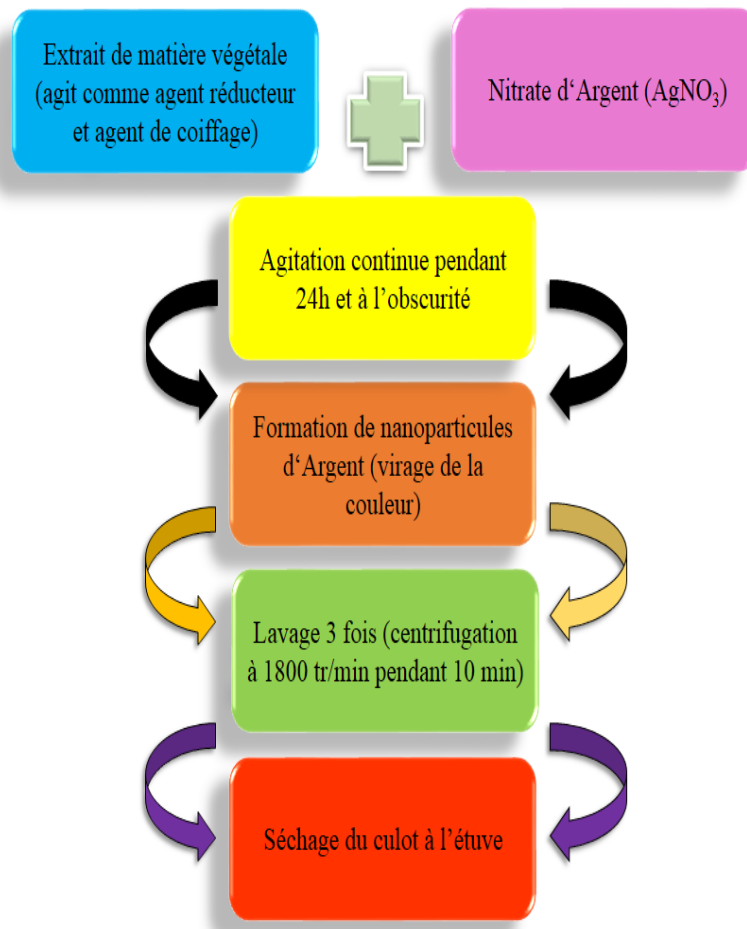 Extrait de matière végétale
(agit comme agent réducteur
et agent de coiffage)
Nitrate d‘Argent (AgNO₃)
Agitation continue pendant
24h et à l’obscurité
Formation de nanoparticules
d‘Argent (virage de la
couleur)
Lavage 3 fois (centrifugation
à 1800 tr/min pendant 10 min)
Séchage du culot à l’étuve